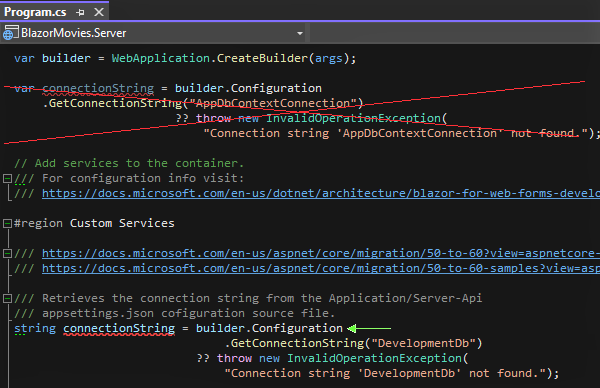 Program.cs
BlazorMovies.Server
var builder = WebApplication.CreateBuilder(args);
var connectionString = builder.Configuration
.GetConnectionString("AppDbContextConnection")
?? throw new InvalidOperationException(
"Connection string 'AppDbContextConnection' not found.");
// Add services to the container.
/// For configuration info visit:
/// https://docs.microsoft.com/en-us/dotnet/architecture/blazor-for-web-forms-develo
#region Custom Services
/// https://docs.microsoft.com/en-us/aspnet/core/migration/50-to-60?view=aspnetcore-
/// https://docs.microsoft.com/en-us/aspnet/core/migration/50-to-60-samples?view=asp
/// Retrieves the connection string from the Application/Server-Api
/// appsettings.json cofiguration source file.
string connectionString = builder.Configuration
.GetConnectionString("DevelopmentDb")
?? throw new InvalidOperationException(
"Connection string 'DevelopmentDb' not found.");